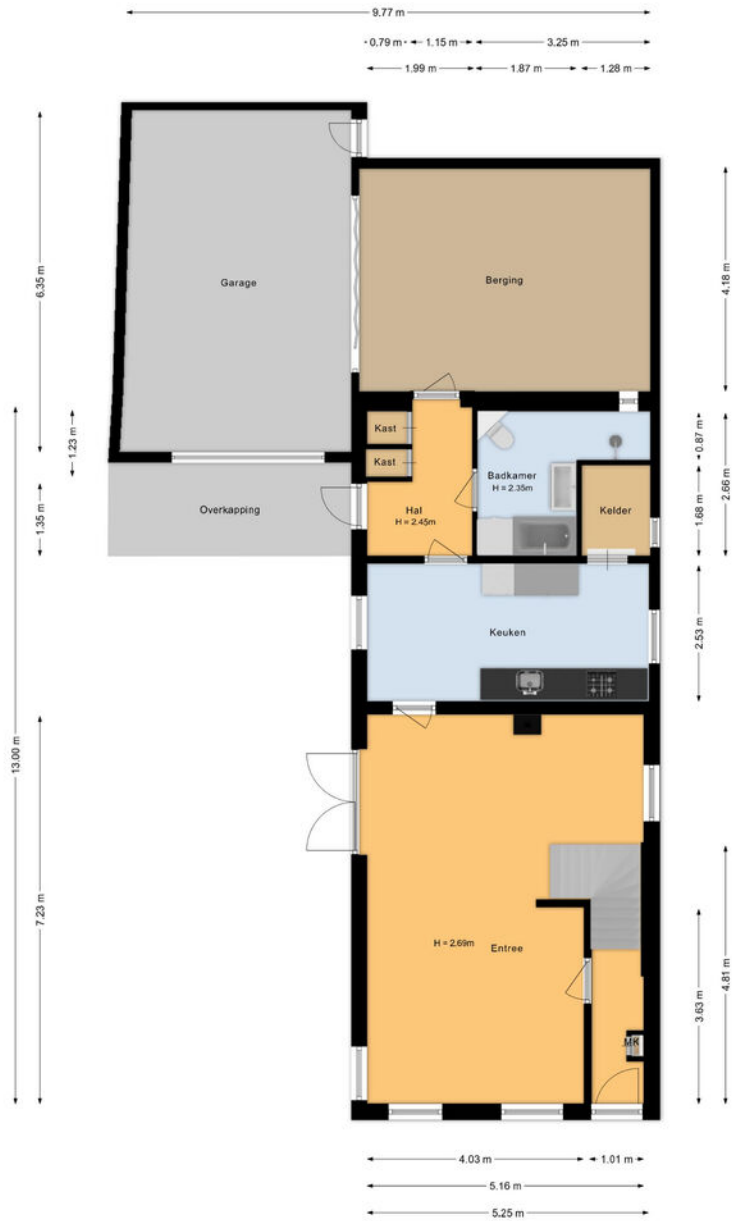 9.77 m
0.79 m 1.15 m 3.25 m
1.99 m 1.87 m 1.28 m
6.35 m
4.18 m
Garage
Berging
13.00 m
1.23 m
0.87 m
2.66 m
Kast
Kast
Badkamer
H = 2.35m
1.68 m
Kelder
1.35 m
Overkapping
Hal
H = 2.45m
Keuken
2.53 m
7.23 m
H = 2.69m
Entree
3.63 m
4.81 m
MK
4.03 m 1.01 m
5.16 m
5.25 m